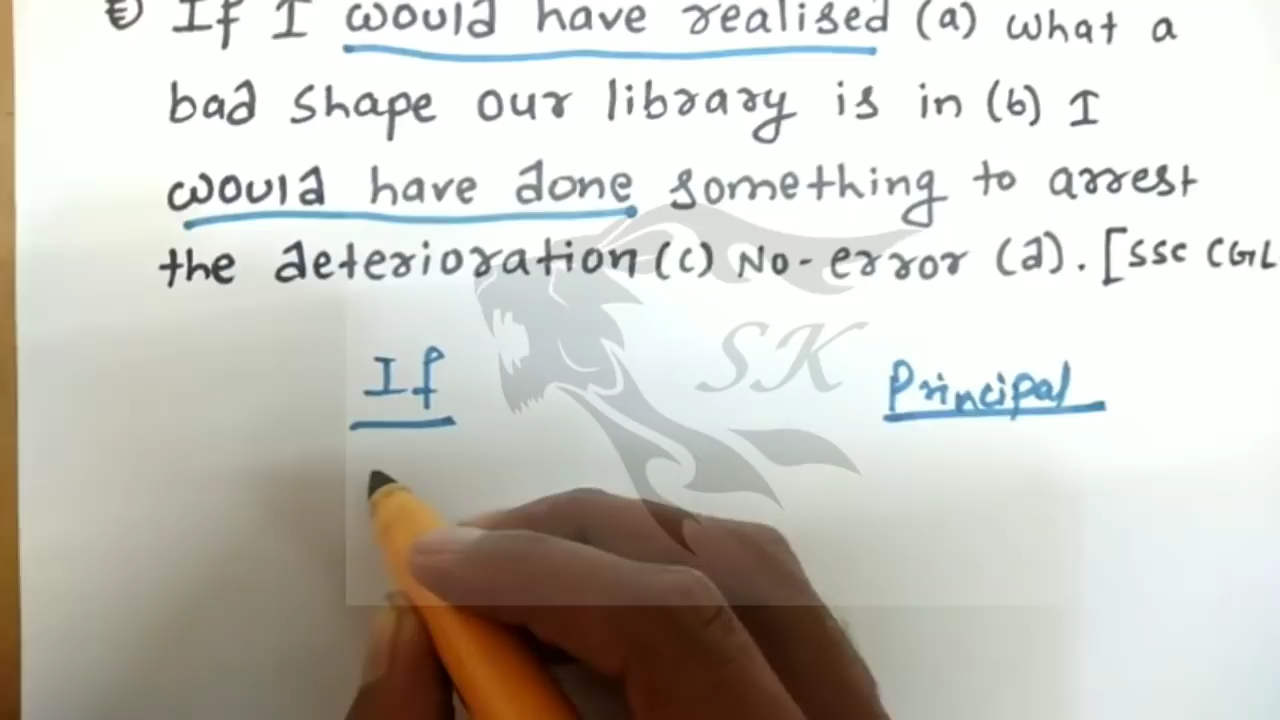 If I would have realised (a) what a
bad shape our library is in (b) I
would have done something to arrest
the deterioration (c) No-error (d). [SSC CGL
SK
If Principal